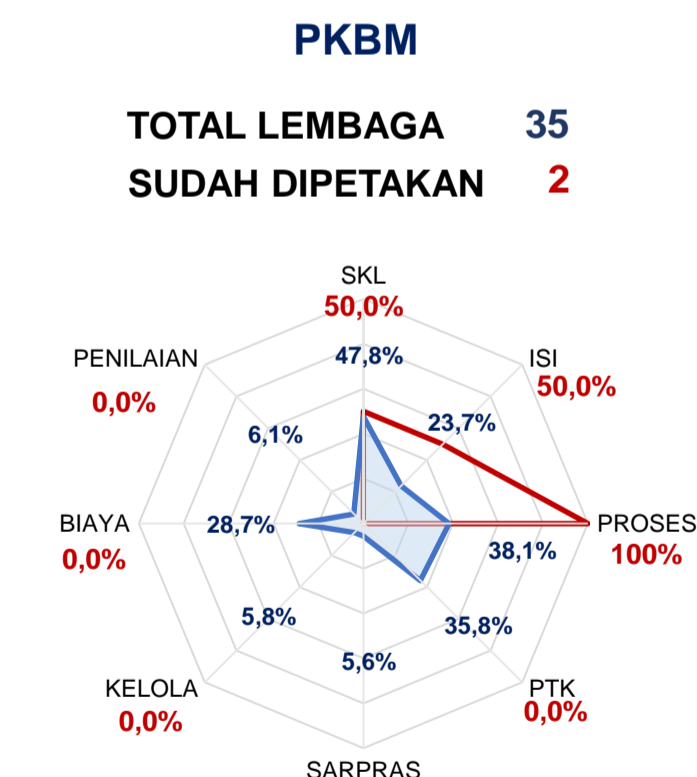 PKBM
TOTAL LEMBAGA 35
SUDAH DIPETAKAN 2
SKL
50,0%
47,8%
PENILAIAN
0,0%
6,1%
ISI
50,0%
23,7%
BIAYA
0,0%
28,7%
PROSES
100%
38,1%
KELOLA
0,0%
5,8%
5,6%
35,8%
PTK
0,0%
SARPRAS